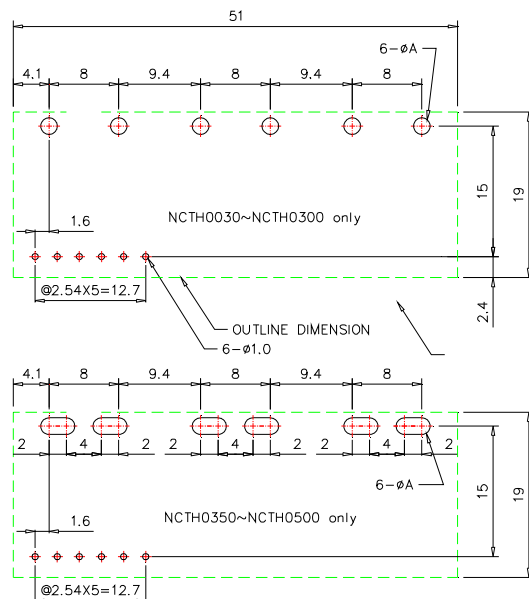 51
6-øA
4.1 8 9.4 8 9.4 8
15
19
NCTH0030~NCTH0300 only
1.6
@2.54X5=12.7
2.4
OUTLINE DIMENSION
6-ø1.0
4.1 8 9.4 8 9.4 8
2 4 2 2 4 2 2 4 2
6-øA
15
19
NCTH0350~NCTH0500 only
1.6
@2.54X5=12.7